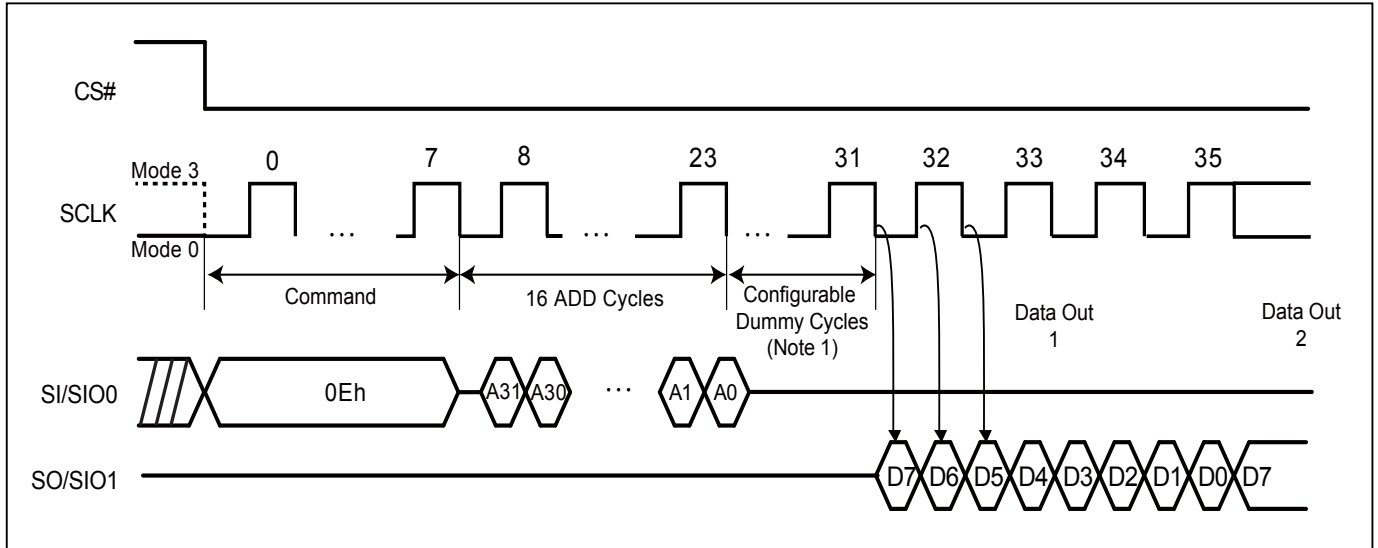 CS#
Mode 3
0 7 8 23 31 32 33 34 35
SCLK
... ... ...
Mode 0
Command
16 ADD Cycles
Configurable
Dummy Cycles
(Note 1)
Data Out
1
Data Out
2
SI/SIO0
0Eh
A31 A30 ... A1 A0
SO/SIO1
D7 D6 D5 D4 D3 D2 D1 D0 D7